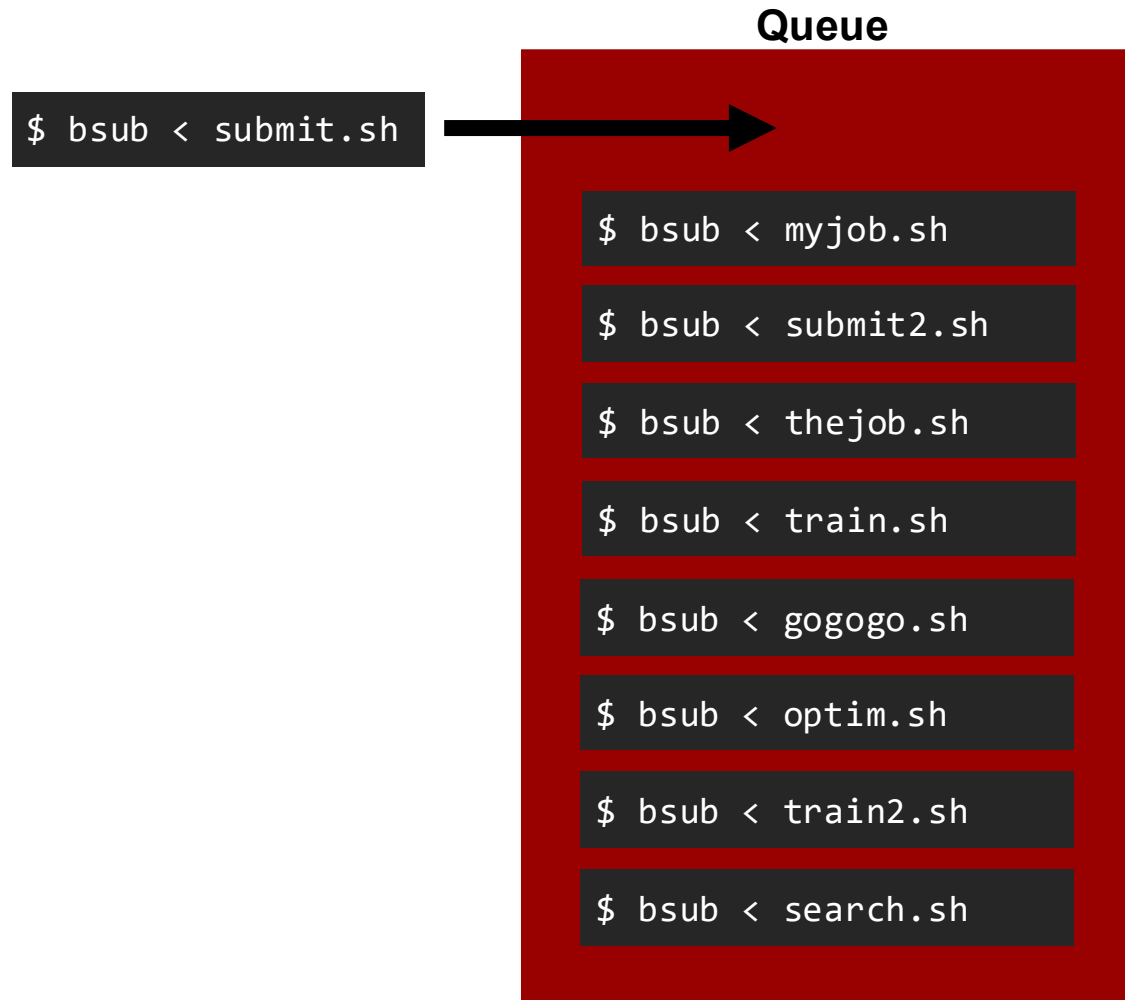 Queue
$ bsub < submit.sh
$ bsub < myjob.sh
$ bsub < submit2.sh
$ bsub < thejob.sh
$ bsub < train.sh
$ bsub < gogogo.sh
$ bsub < optim.sh
$ bsub < train2.sh
$ bsub < search.sh